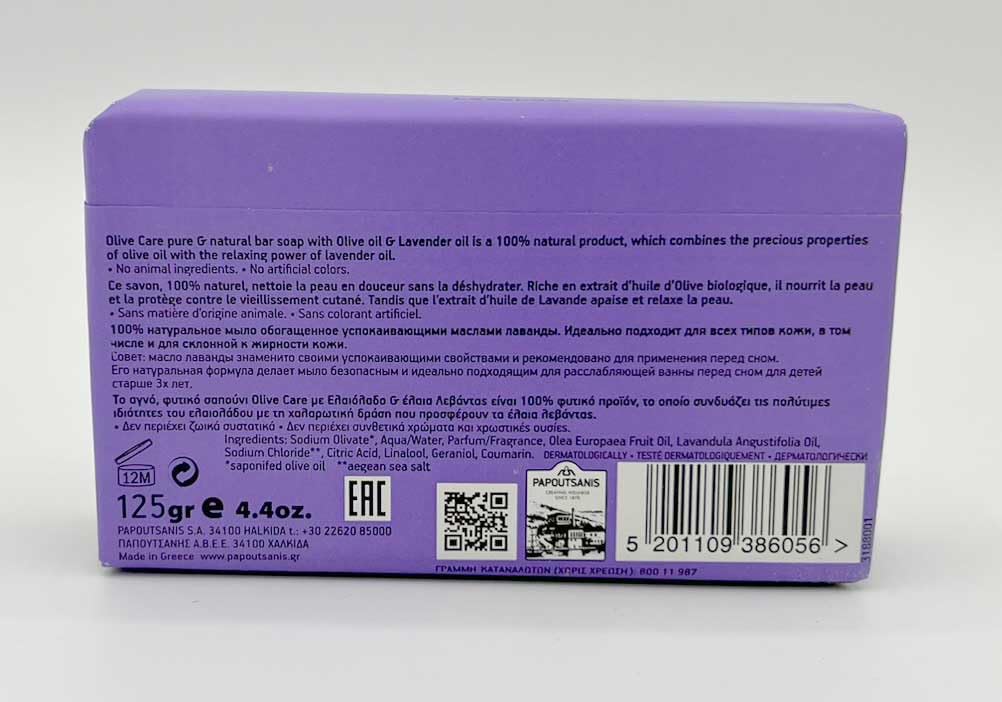 Olive Care pure & natural bar soap with Olive oil & Lavender oil is a 100% natural product, which combines the precious properties
of olive oil with the relaxing power of lavender oil.
• No animal ingredients. • No artificial colors.
Ce savon, 100% naturel, nettoie la peau en douceur sans la déshydrater. Riche en extrait d'huile d'Olive biologique, il nourrit la peau
et la protège contre le vieillissement cutané. Tandis que l'extrait d'huile de Lavande apaise et relaxe la peau.
• Sans matière d'origine animale. • Sans colorant artificiel.
100% натуральное мыло обогащенное успокаивающими маслами лаванды. Идеально подходит для всех типов кожи, в том
числе и для склонной к жирности кожи.
Совет: масло лаванды знаменито своими успокаивающими свойствами и рекомендовано для применения перед сном.
Его натуральная формула делает мыло безопасным и идеально подходящим для расслабляющей ванны перед сном для детей
старше 3х лет.
Το αγνό, φυτικό σαπούνι Olive Care με Ελαιόλαδο & έλαιο Λεβάντας είναι 100% φυτικό προϊόν, το οποίο συνδυάζει τις πολύτιμες
ιδιότητες του ελαιολάδου με τη χαλαρωτική δράση που προσφέρουν τα έλαια λεβάντας.
• Δεν περιέχει ζωικά συστατικά • Δεν περιέχει συνθετικά χρώματα και χρωστικές ουσίες.
Ingredients: Sodium Olivate*, Aqua/Water, Parfum/Fragrance, Olea Europaea Fruit Oil, Lavandula Angustifolia Oil,
Sodium Chloride**, Citric Acid, Linalool, Geraniol, Coumarin. DERMATOLOGICALLY • TESTÉ DERMATOLOGIQUEMENT • ДЕРМАТОЛОГИЧЕСКИ
*saponifed olive oil **aegean sea salt
12M
125gr e 4.4oz.
EAC
PAPOUTSANIS S.A. 34100 HALKIDA t.: +30 22620 85000
ΠΑΠΟΥΤΣΑΝΗΣ Α.Β.Ε.Ε. 34100 ΧΑΛΚΙΔΑ
Made in Greece www.papoutsanis.gr
PAPOUTSANIS
CREATING WELLNESS
SINCE 1870
5 201109 386056 >
3188001
ΓΡΑΜΜΗ ΚΑΤΑΝΑΛΩΤΩΝ (ΧΩΡΙΣ ΧΡΕΩΣΗ): 800 11 987